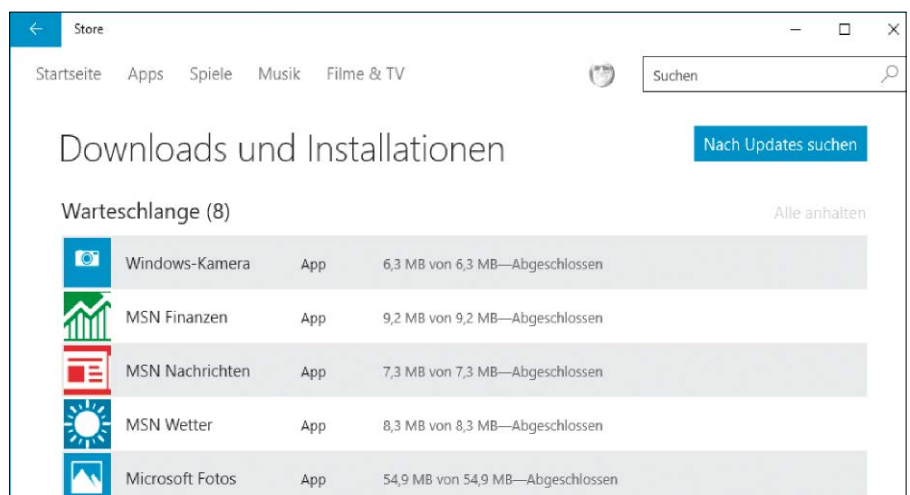 Store
Startseite Apps Spiele Musik Filme & TV Suchen
Downloads und Installationen Nach Updates suchen
Warteschlange (8) Alle anhalten
Windows-Kamera App 6,3 MB von 6,3 MB—Abgeschlossen
MSN Finanzen App 9,2 MB von 9,2 MB—Abgeschlossen
MSN Nachrichten App 7,3 MB von 7,3 MB—Abgeschlossen
MSN Wetter App 8,3 MB von 8,3 MB—Abgeschlossen
Microsoft Fotos App 54,9 MB von 54,9 MB—Abgeschlossen